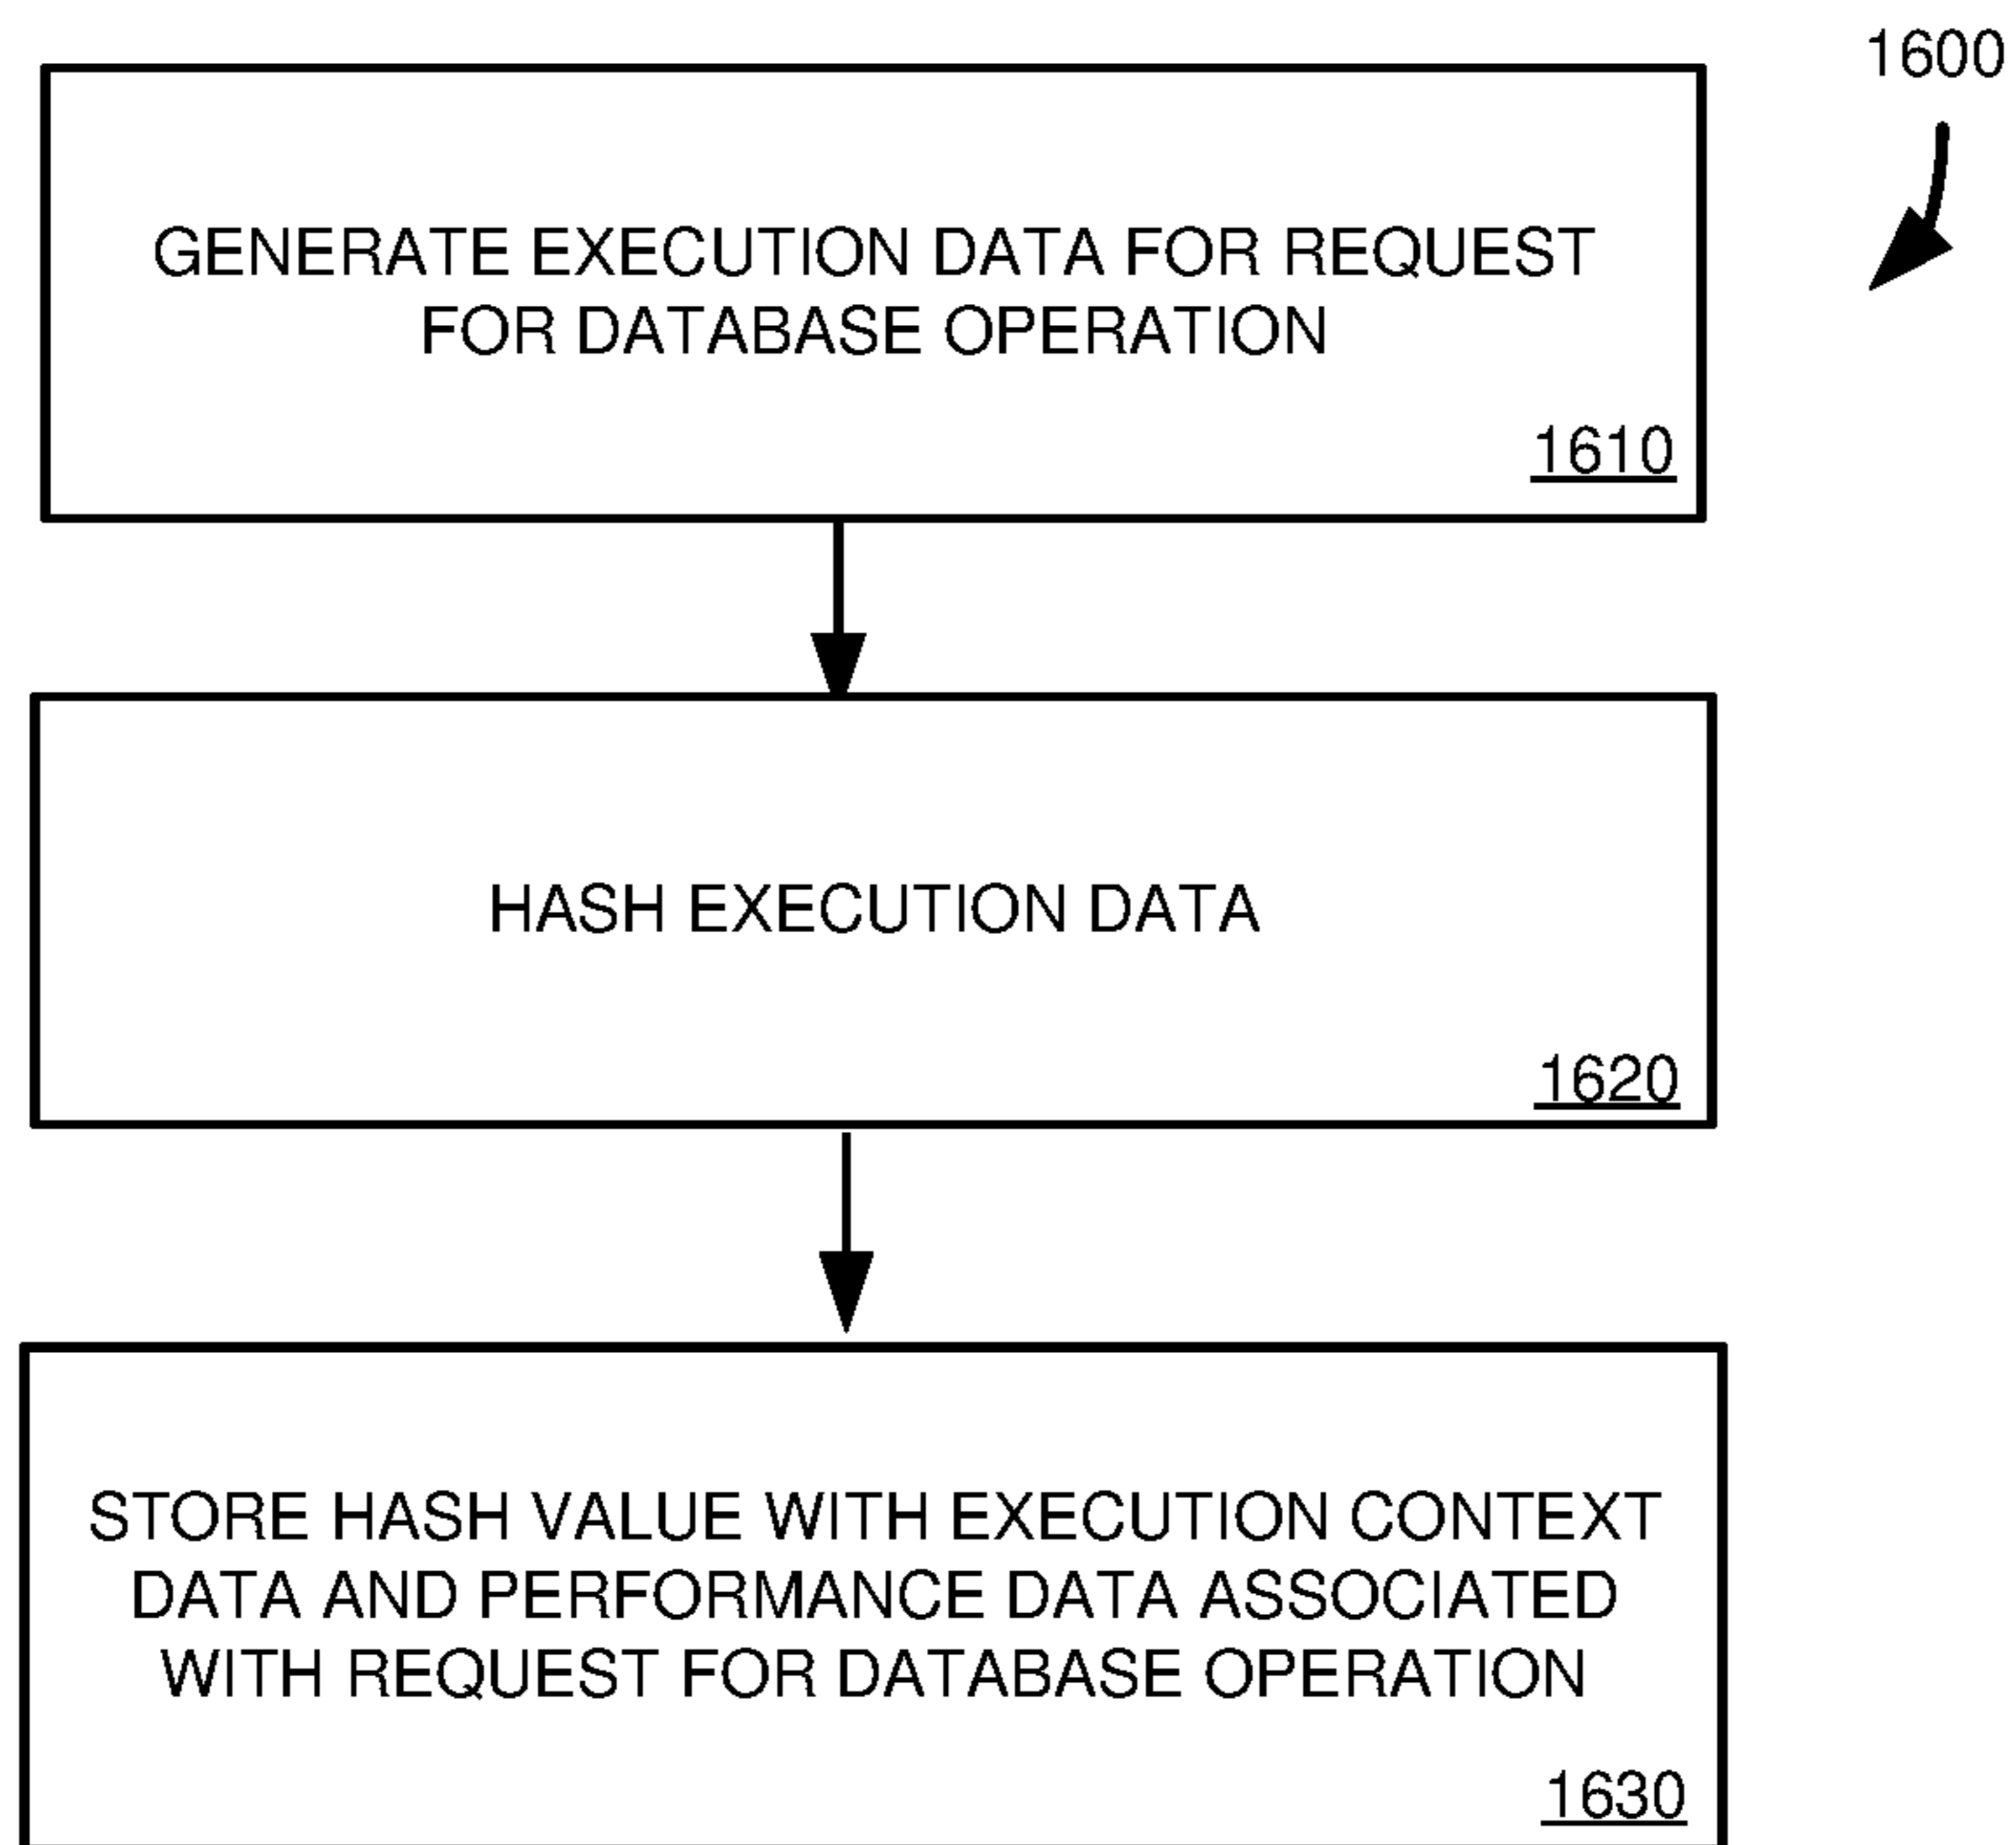 1600
GENERATE EXECUTION DATA FOR REQUEST
FOR DATABASE OPERATION
1610
HASH EXECUTION DATA
1620
STORE HASH VALUE WITH EXECUTION CONTEXT
DATA AND PERFORMANCE DATA ASSOCIATED
WITH REQUEST FOR DATABASE OPERATION
1630